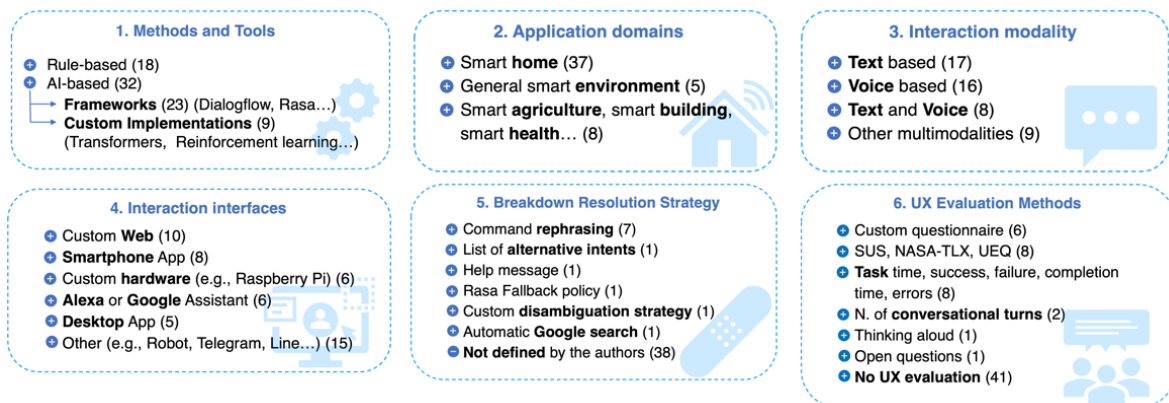 1. Methods and Tools
Rule-based (18)
AI-based (32)
Frameworks (23) (Dialogflow, Rasa...)
Custom Implementations (9)
(Transformers, Reinforcement learning...)
2. Application domains
Smart home (37)
General smart environment (5)
Smart agriculture, smart building,
smart health... (8)
3. Interaction modality
Text based (17)
Voice based (16)
Text and Voice (8)
Other multimodalities (9)
4. Interaction interfaces
Custom Web (10)
Smartphone App (8)
Custom hardware (e.g., Raspberry Pi) (6)
Alexa or Google Assistant (6)
Desktop App (5)
Other (e.g., Robot, Telegram, Line...) (15)
5. Breakdown Resolution Strategy
Command rephrasing (7)
List of alternative intents (1)
Help message (1)
Rasa Fallback policy (1)
Custom disambiguation strategy (1)
Automatic Google search (1)
Not defined by the authors (38)
6. UX Evaluation Methods
Custom questionnaire (6)
SUS, NASA-TLX, UEQ (8)
Task time, success, failure, completion
time, errors (8)
N. of conversational turns (2)
Thinking aloud (1)
Open questions (1)
No UX evaluation (41)